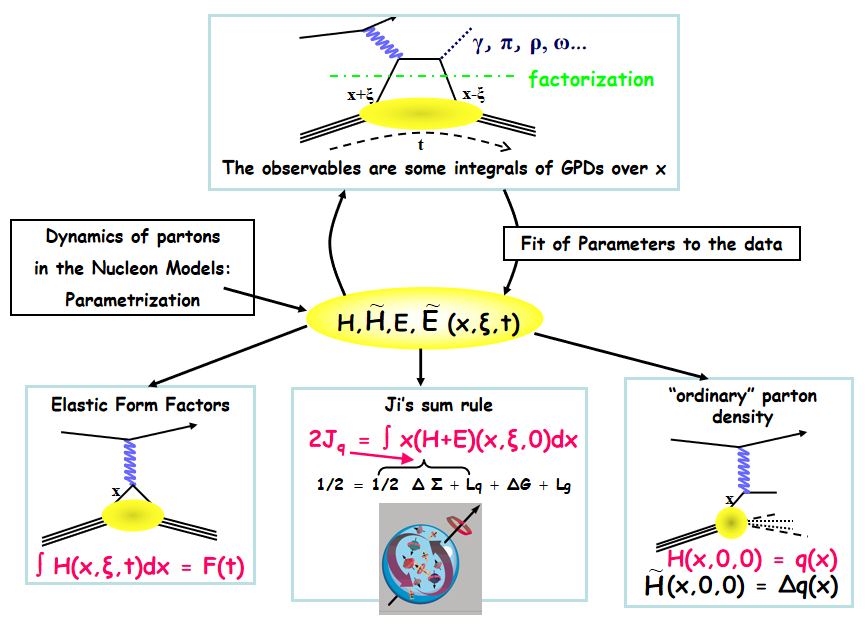 γ, π, ρ, ω...
factorization
x+ξ
x-ξ
t
The observables are some integrals of GPDs over x
Dynamics of partons
in the Nucleon Models:
Parametrization
Fit of Parameters to the data
H, H̃, E, Ẽ (x,ξ,t)
Elastic Form Factors
x
∫ H(x,ξ,t)dx = F(t)
Ji's sum rule
2Jq = ∫ x(H+E)(x,ξ,0)dx
1/2 = 1/2 Δ Σ + Lq + ΔG + Lg
“ordinary” parton
density
x
H(x,0,0) = q(x)
H̃(x,0,0) = Δq(x)